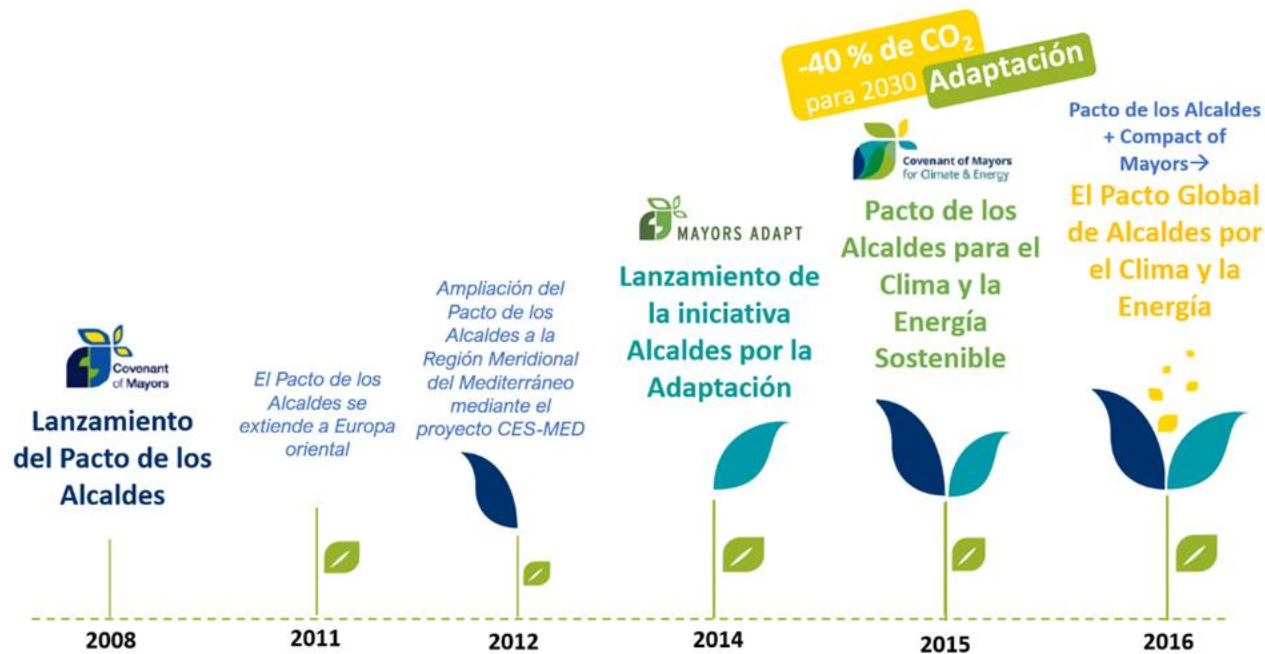 Covenant
of Mayors
Lanzamiento
del Pacto de los
Alcaldes
El Pacto de los
Alcaldes se
extiende a Europa
oriental
Ampliación del
Pacto de los
Alcaldes a la
Región Meridional
del Mediterráneo
mediante el
proyecto CES-MED
MAYORS ADAPT
Lanzamiento de
la iniciativa
Alcaldes por la
Adaptación
-40 % de CO₂
para 2030
Adaptación
Covenant of Mayors
for Climate & Energy
Pacto de los
Alcaldes para el
Clima y la
Energía
Sostenible
Pacto de los Alcaldes
+ Compact of
Mayors→
El Pacto Global
de Alcaldes por
el Clima y la
Energía
2008
2011
2012
2014
2015
2016